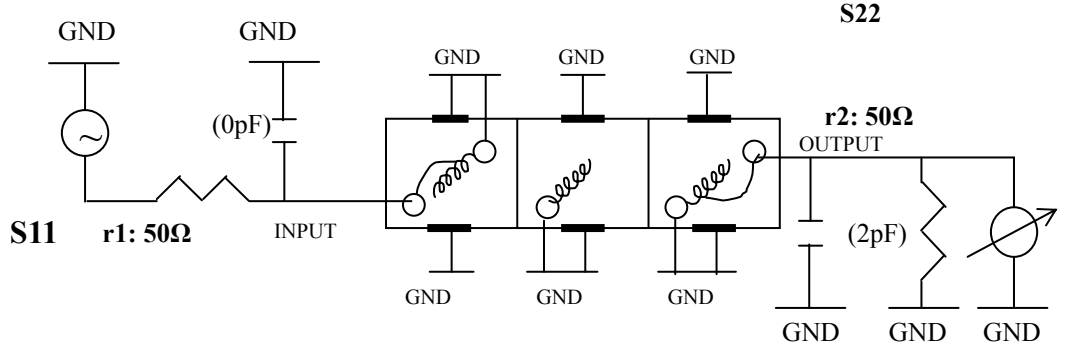 S22
GND
GND
GND
GND
GND
r2: 50Ω
(0pF)
OUTPUT
~
S11
r1: 50Ω
INPUT
(2pF)
GND
GND
GND
GND
GND
GND